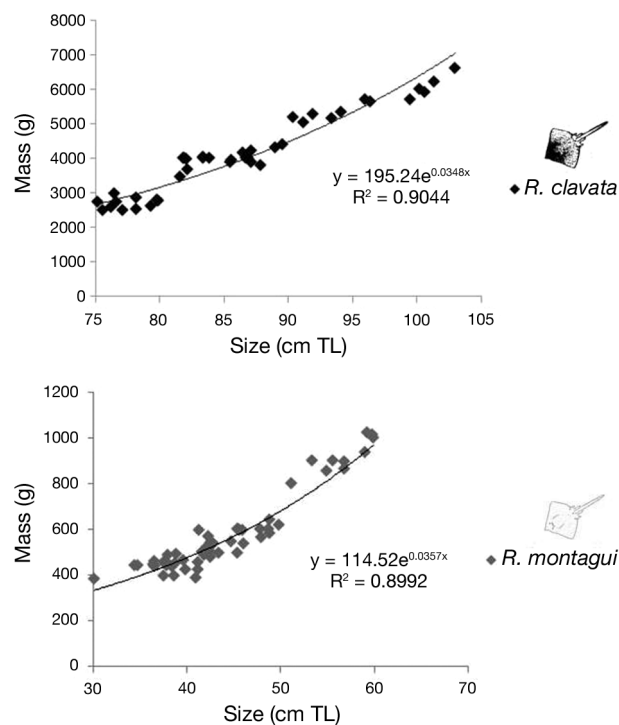 8000
7000
6000
5000
4000
3000
2000
1000
0
Mass (g)
y = 195.24e^0.0348x
R² = 0.9044
R. clavata
75 80 85 90 95 100 105
Size (cm TL)
1200
1000
800
600
400
200
0
Mass (g)
y = 114.52e^0.0357x
R² = 0.8992
R. montagui
30 40 50 60 70
Size (cm TL)